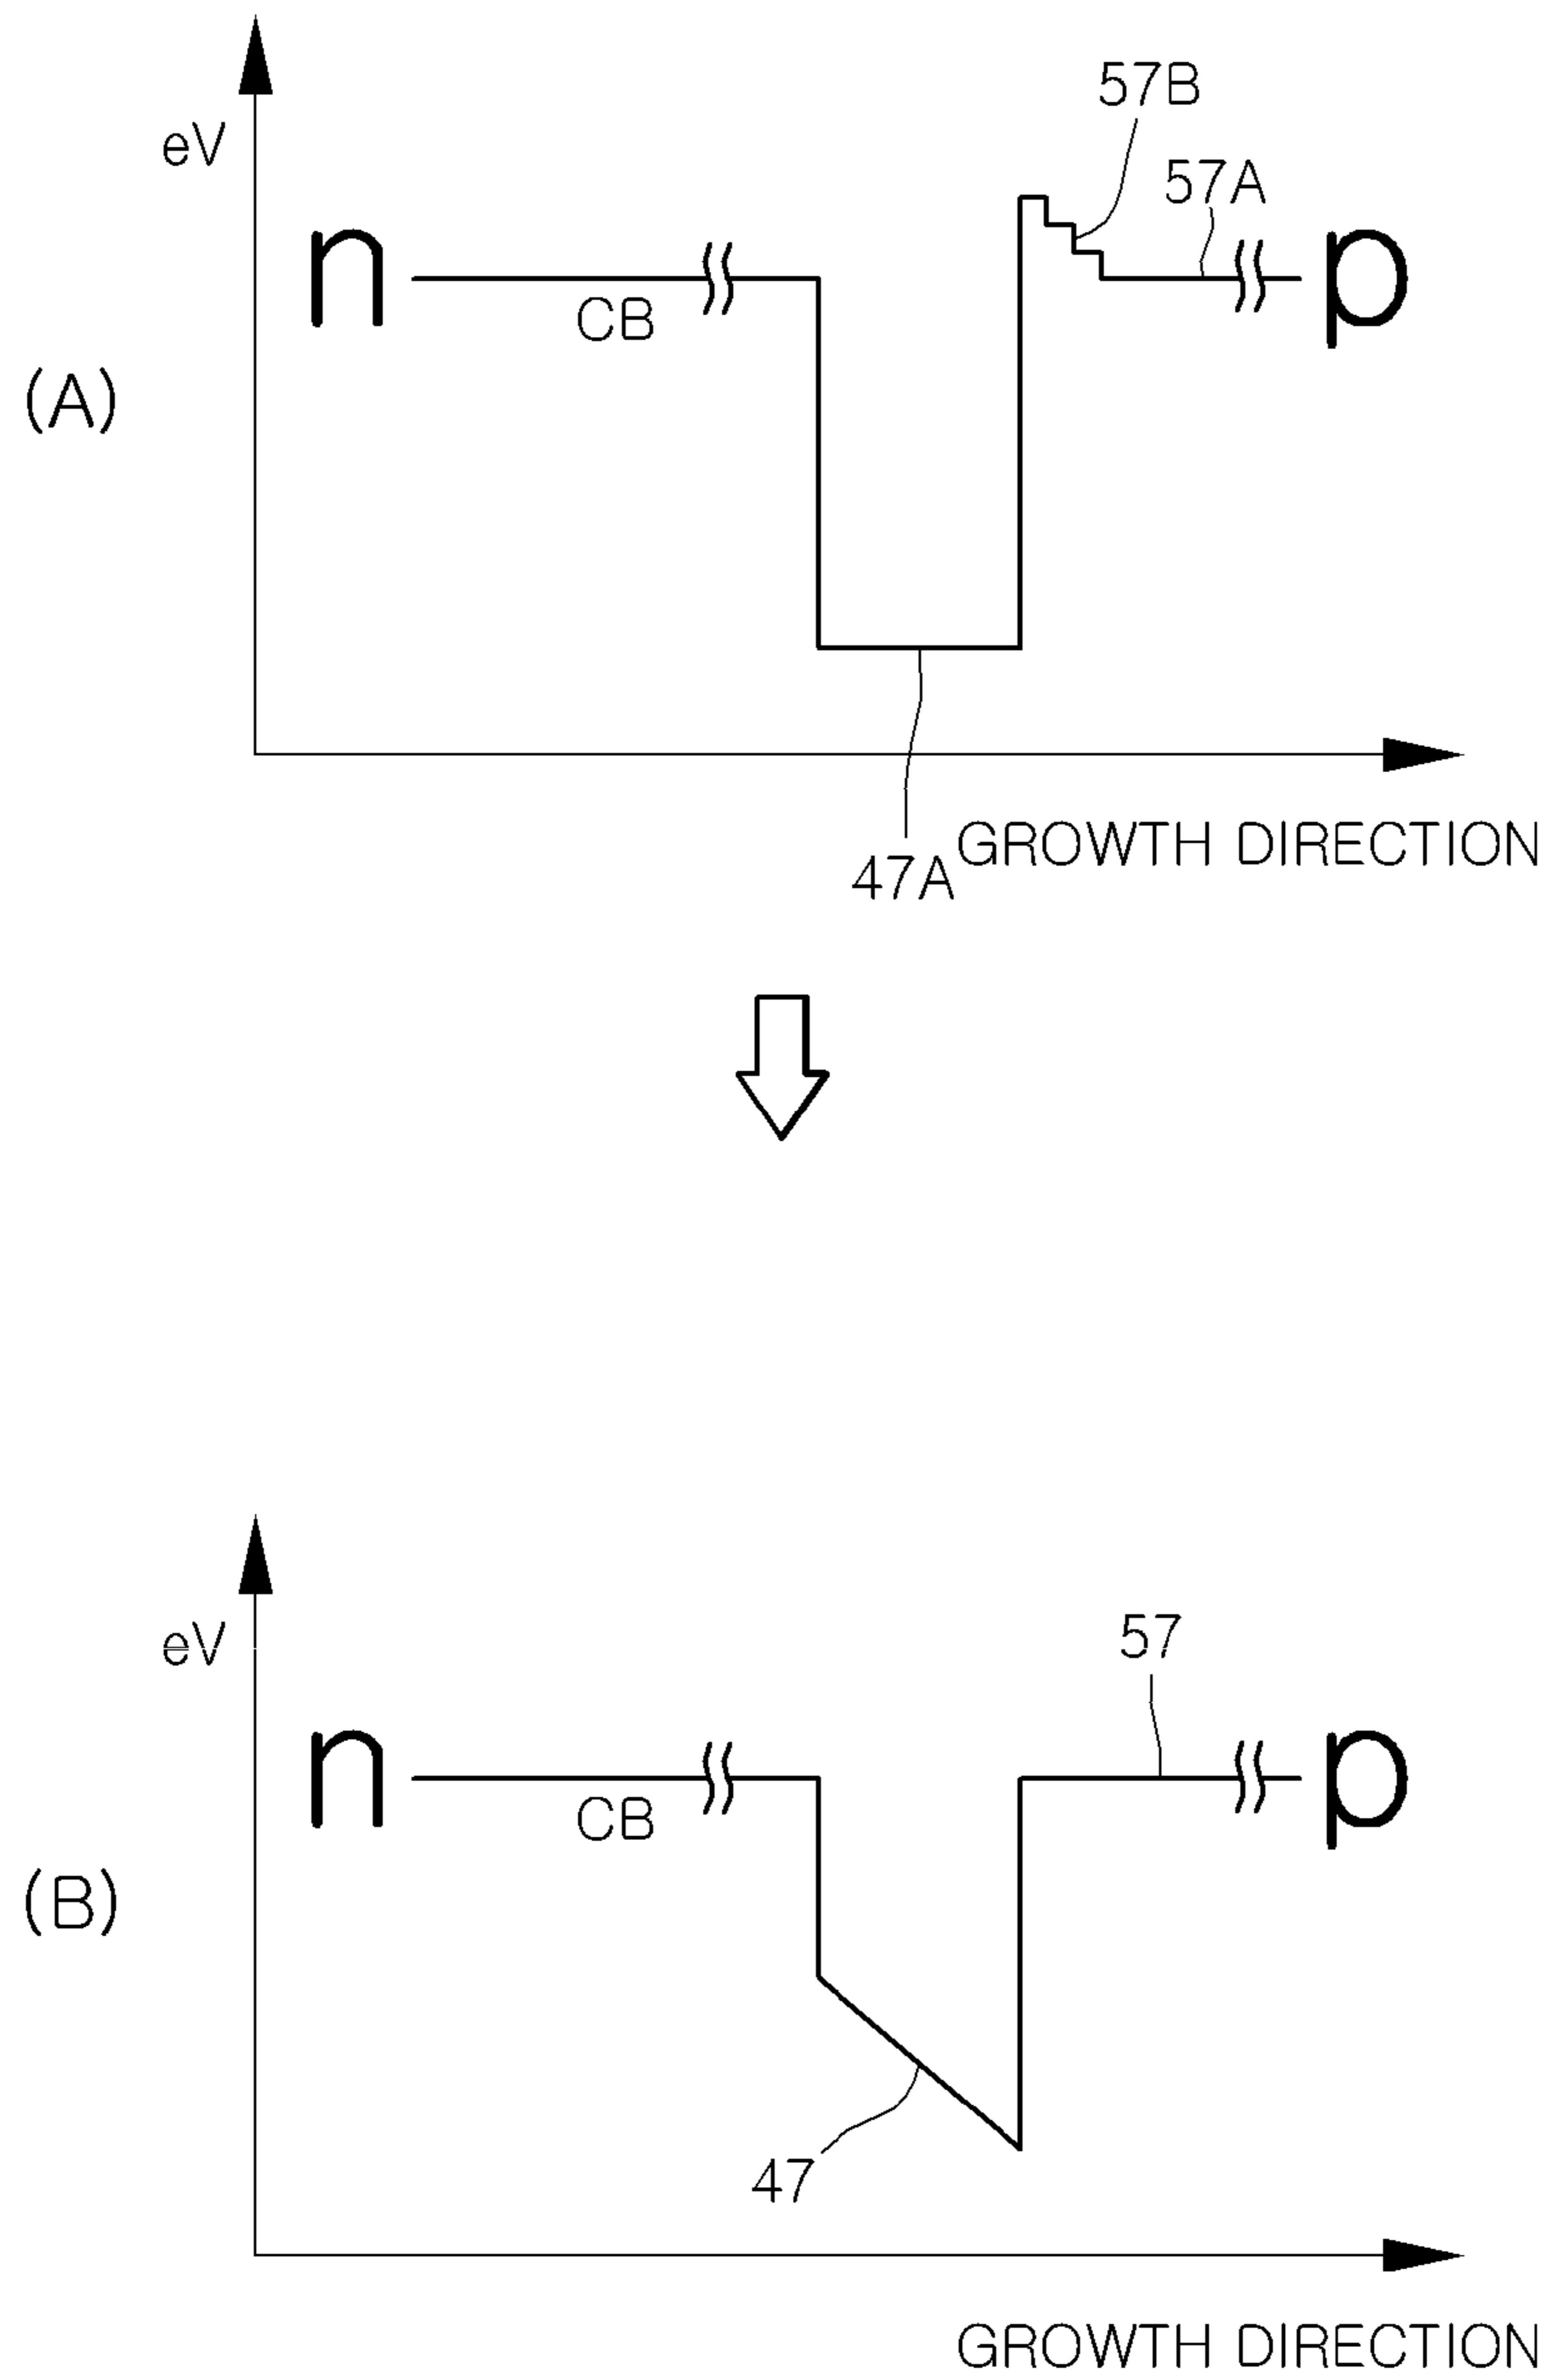 57B
eV
57A
n
p
CB
(A)
GROWTH DIRECTION
47A
57
eV
n
p
CB
(B)
47
GROWTH DIRECTION